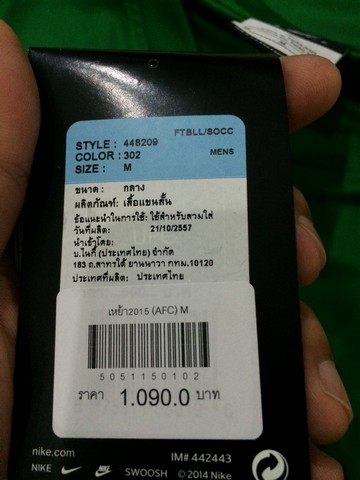 FTBLL/SOCC
STYLE : 448209
COLOR : 302 MENS
SIZE : M
ขนาด : กลาง
ผลิตภัณฑ์: เสื้อแขนสั้น
ข้อแนะนำในการใช้: ใช้สำหรับสวมใส่
วันที่ผลิต: 21/10/2557
นำเข้าโดย:
บ.ไนกี้ (ประเทศไทย) จำกัด
183 ถ.สาทรใต้ ยานนาวา กทม.10120
ประเทศที่ผลิต: ประเทศไทย
เหย้า2015 (AFC) M
5051150102
ราคา 1.090.0 บาท
nike.com IM# 442443
NIKE NIKE SWOOSH © 2014 Nike